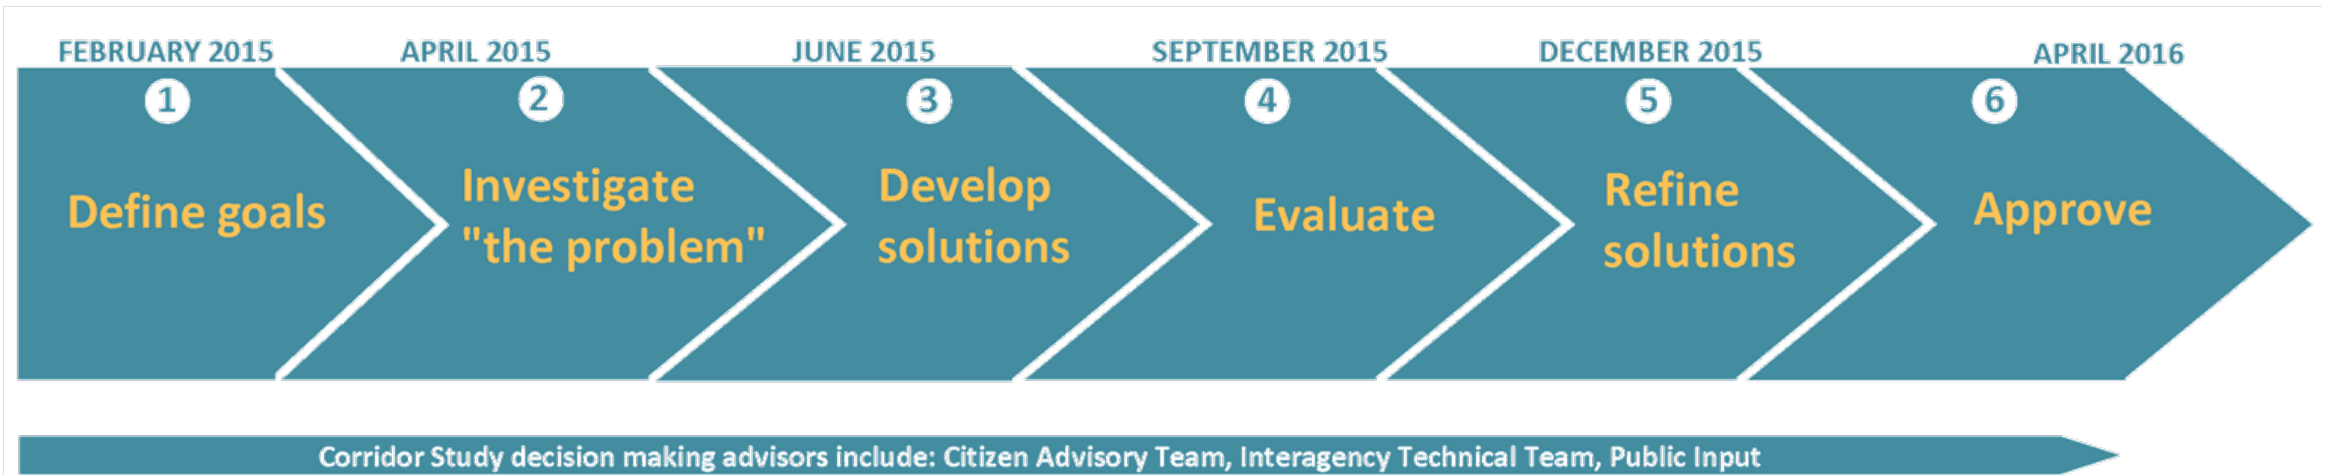 FEBRUARY 2015
APRIL 2015
JUNE 2015
SEPTEMBER 2015
DECEMBER 2015
APRIL 2016
1
Define goals
2
Investigate
"the problem"
3
Develop
solutions
4
Evaluate
5
Refine
solutions
6
Approve
Corridor Study decision making advisors include: Citizen Advisory Team, Interagency Technical Team, Public Input